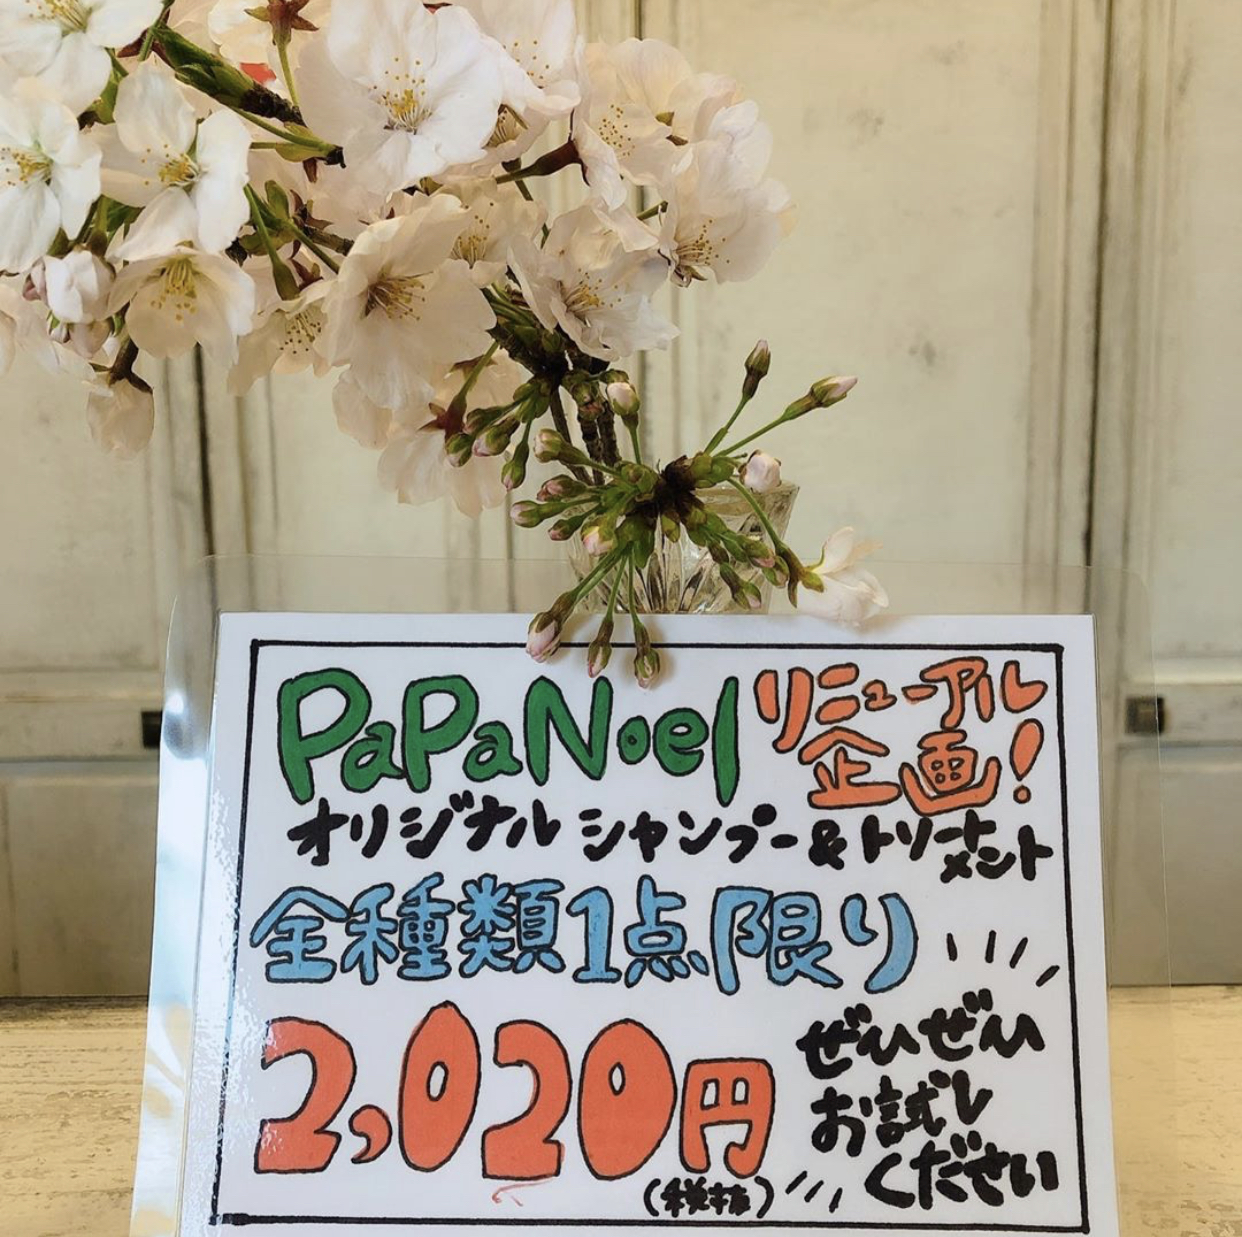 PaPaNoel リニューアル企画!
オリジナルシャンプー&トリートメント
全種類1点限り
2,020円
(税抜)
ぜひぜひ
お試し
ください